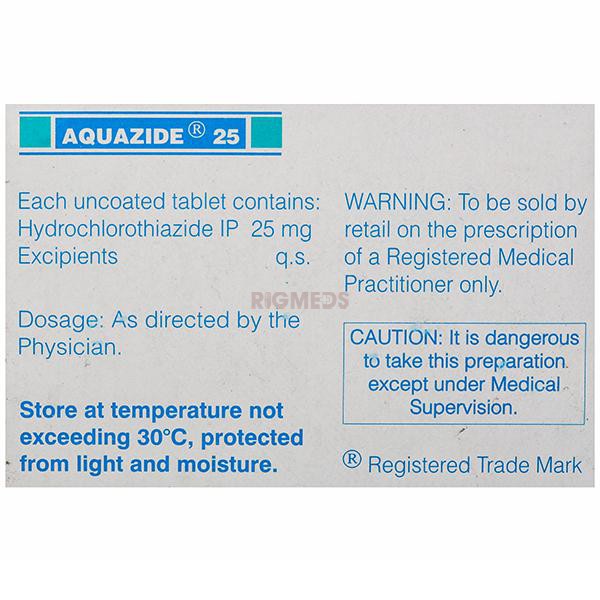 AQUAZIDE® 25
Each uncoated tablet contains:
Hydrochlorothiazide IP 25 mg
Excipients q.s.
Dosage: As directed by the
Physician.
Store at temperature not
exceeding 30°C, protected
from light and moisture.
WARNING: To be sold by
retail on the prescription
of a Registered Medical
Practitioner only.
CAUTION: It is dangerous
to take this preparation
except under Medical
Supervision.
® Registered Trade Mark
RIGMEDS